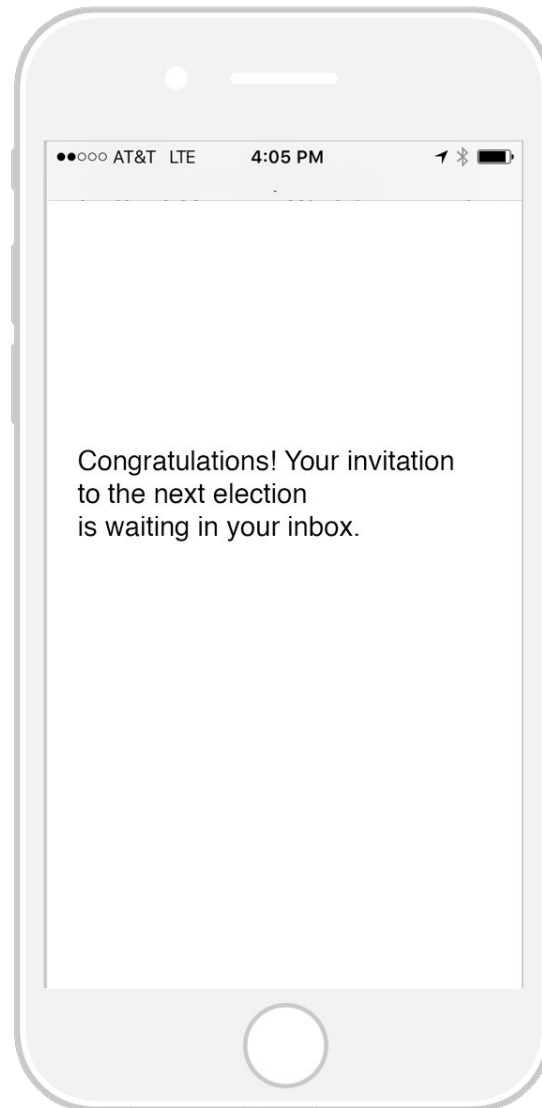 AT&T LTE 4:05 PM
Congratulations! Your invitation
to the next election
is waiting in your inbox.